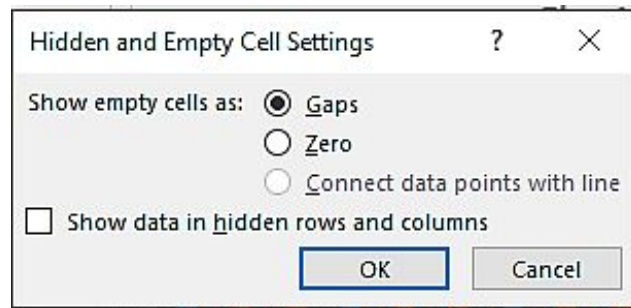 Hidden and Empty Cell Settings ? ×
Show empty cells as: Gaps
Zero
Connect data points with line
Show data in hidden rows and columns
OK Cancel